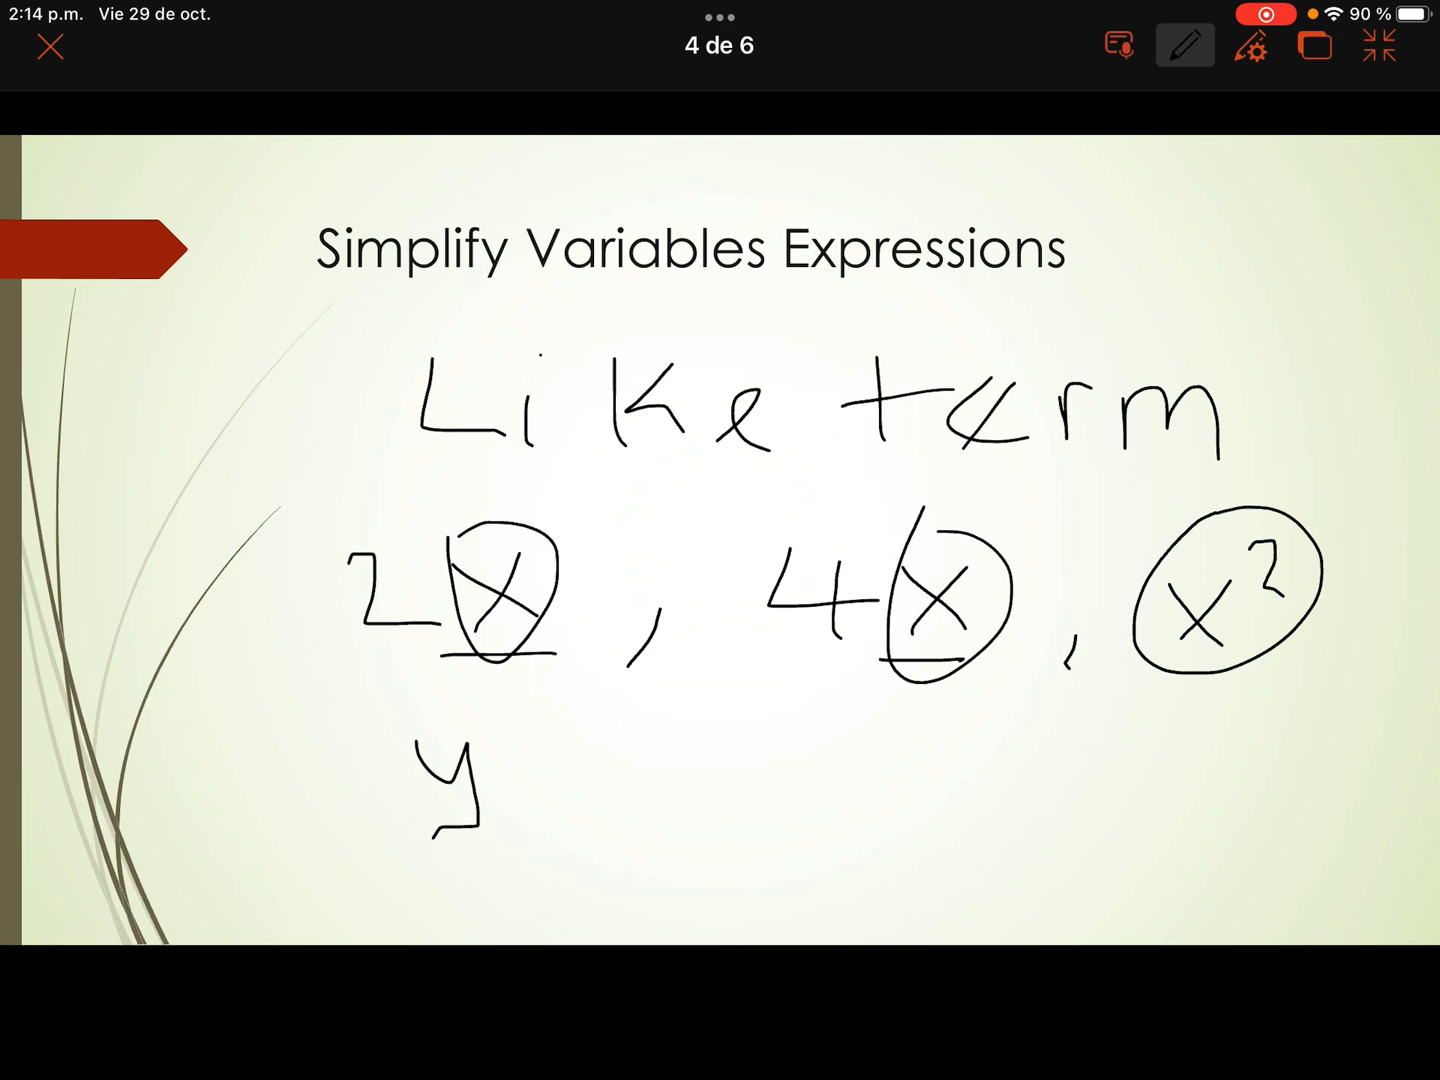 2:14 p.m. Vie 29 de oct. 90 %
4 de 6
Simplify Variables Expressions
Like term
2x, 4x, x²
y